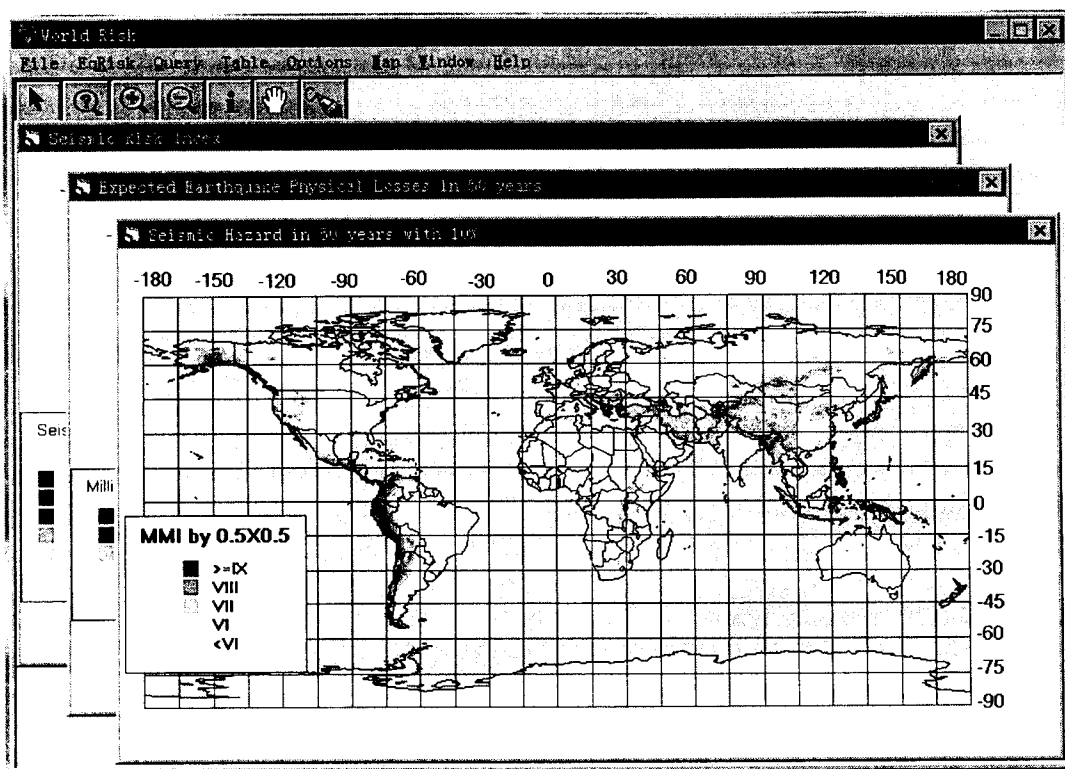 World Risk
File EqRisk Query Table Options Map Window Help
Seismic Risk Index
Expected Earthquake Physical Losses in 50 years
Seismic Hazard in 50 years with 10%
-180 -150 -120 -90 -60 -30 0 30 60 90 120 150 180
90
75
60
45
30
15
0
-15
-30
-45
-60
-75
-90
Seis
Milli
MMI by 0.5X0.5
>=IX
VIII
VII
VI
<VI